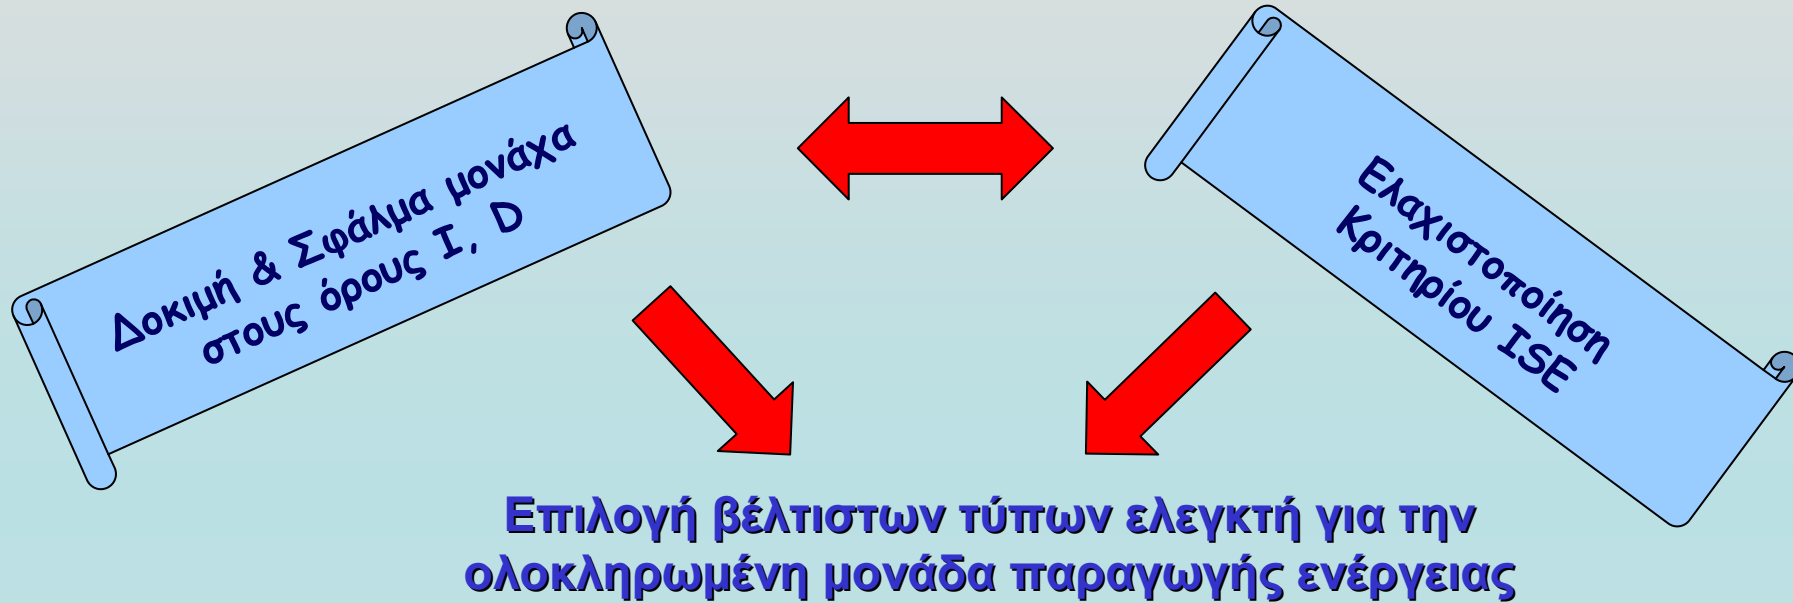 Δοκιμή & Σφάλμα μονάχα
στους όρους I, D
Ελαχιστοποίηση
Κριτηρίου ISE
Επιλογή βέλτιστων τύπων ελεγκτή για την
ολοκληρωμένη μονάδα παραγωγής ενέργειας